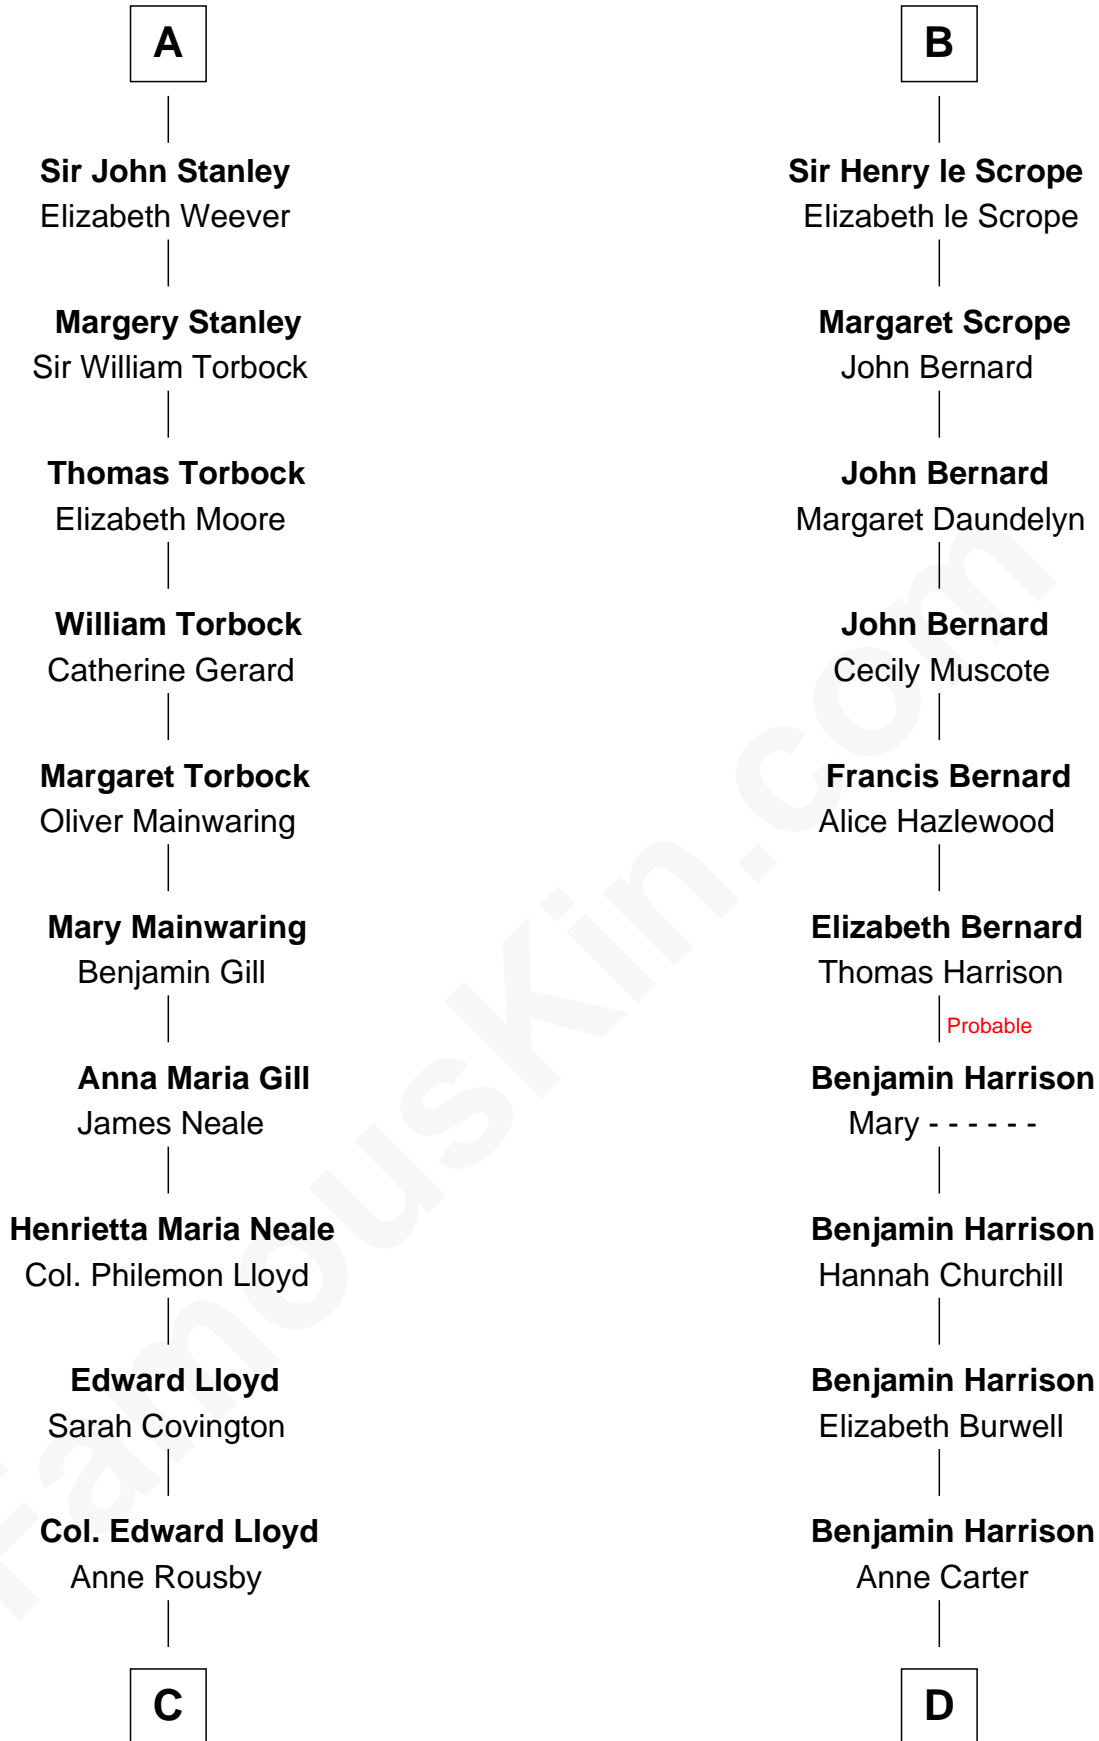 A
Sir John Stanley
Elizabeth Weever
Margery Stanley
Sir William Torbock
Thomas Torbock
Elizabeth Moore
William Torbock
Catherine Gerard
Margaret Torbock
Oliver Mainwaring
Mary Mainwaring
Benjamin Gill
Anna Maria Gill
James Neale
Henrietta Maria Neale
Col. Philemon Lloyd
Edward Lloyd
Sarah Covington
Col. Edward Lloyd
Anne Rousby
C
B
Sir Henry le Scrope
Elizabeth le Scrope
Margaret Scrope
John Bernard
John Bernard
Margaret Daundelyn
John Bernard
Cecily Muscote
Francis Bernard
Alice Hazlewood
Elizabeth Bernard
Thomas Harrison
Probable
Benjamin Harrison
Mary - - - - - -
Benjamin Harrison
Hannah Churchill
Benjamin Harrison
Elizabeth Burwell
Benjamin Harrison
Anne Carter
D
FamousKin.com